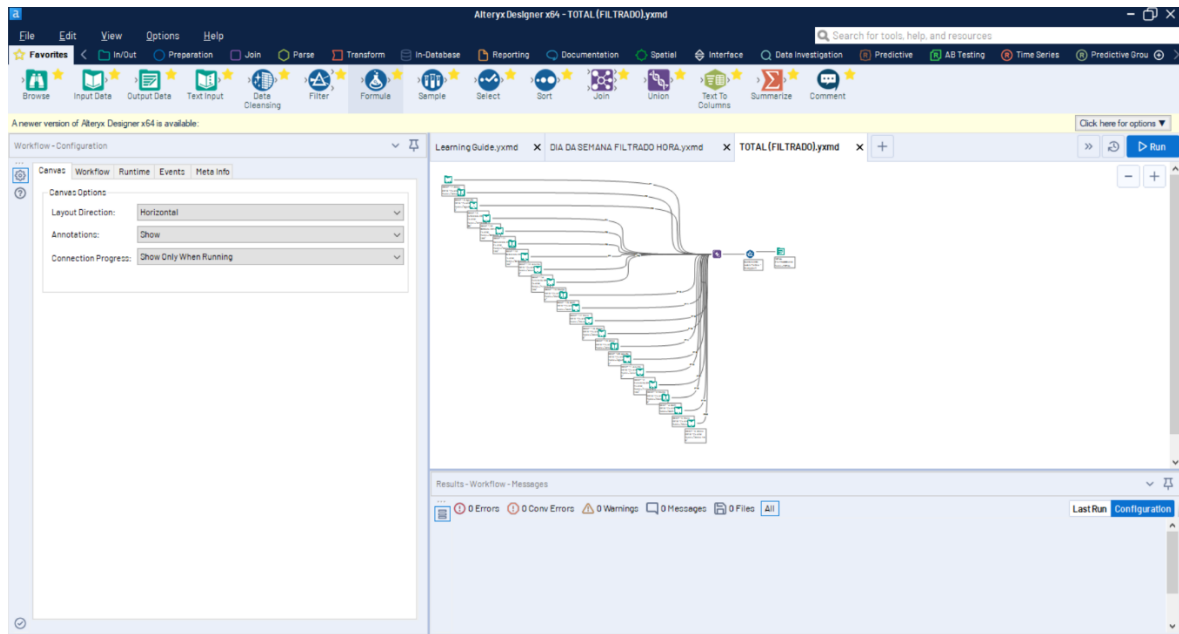 a
Alteryx Designer x64 - TOTAL (FILTRADO).yxmd
File Edit View Options Help
Search for tools, help, and resources
Favorites In/Out Preparation Join Parse Transform In-Database Reporting Documentation Spatial Interface Data Investigation Predictive AB Testing Time Series Predictive Grou
Browse Input Data Output Data Text Input Data Cleansing Filter Formula Sample Select Sort Join Union Text To Columns Summarize Comment
A newer version of Alteryx Designer x64 is available: Click here for options ▼
Workflow - Configuration
Learning Guide.yxmd X DIA DA SEMANA FILTRADO HORA.yxmd X TOTAL (FILTRADO).yxmd X + Run
Canvas Workflow Runtime Events Meta Info
Canvas Options
Layout Direction: Horizontal
Annotations: Show
Connection Progress: Show Only When Running
Results - Workflow - Messages
0 Errors 0 Conv Errors 0 Warnings 0 Messages 0 Files All
Last Run Configuration